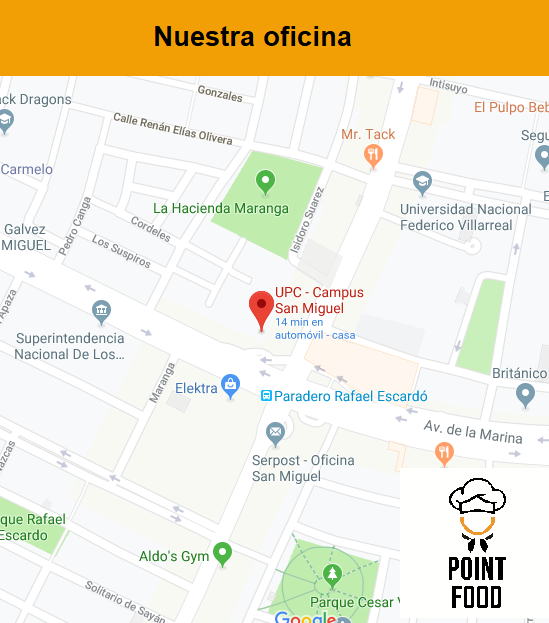 Nuestra oficina
Intisuyo
Gonzales
ack Dragons
El Pulpo Beb
Calle Renán Elías Olivera
Mr. Tack
Segu
Carmelo
La Hacienda Maranga
Universidad Nacional
Federico Villarreal
E
Isidoro Suarez
Pedro Canga
Cordeles
Galvez
MIGUEL
Los Suspiros
UPC - Campus
San Miguel
14 min en
automóvil - casa
Apaza
Superintendencia
Nacional De Los...
Maranga
Elektra
Paradero Rafael Escardó
Británico
Av. de la Marina
Serpost - Oficina
San Miguel
azcas
que Rafael
Escardo
Aldo's Gym
Solitario de Sayán
Parque Cesar V
Google
POINT
FOOD